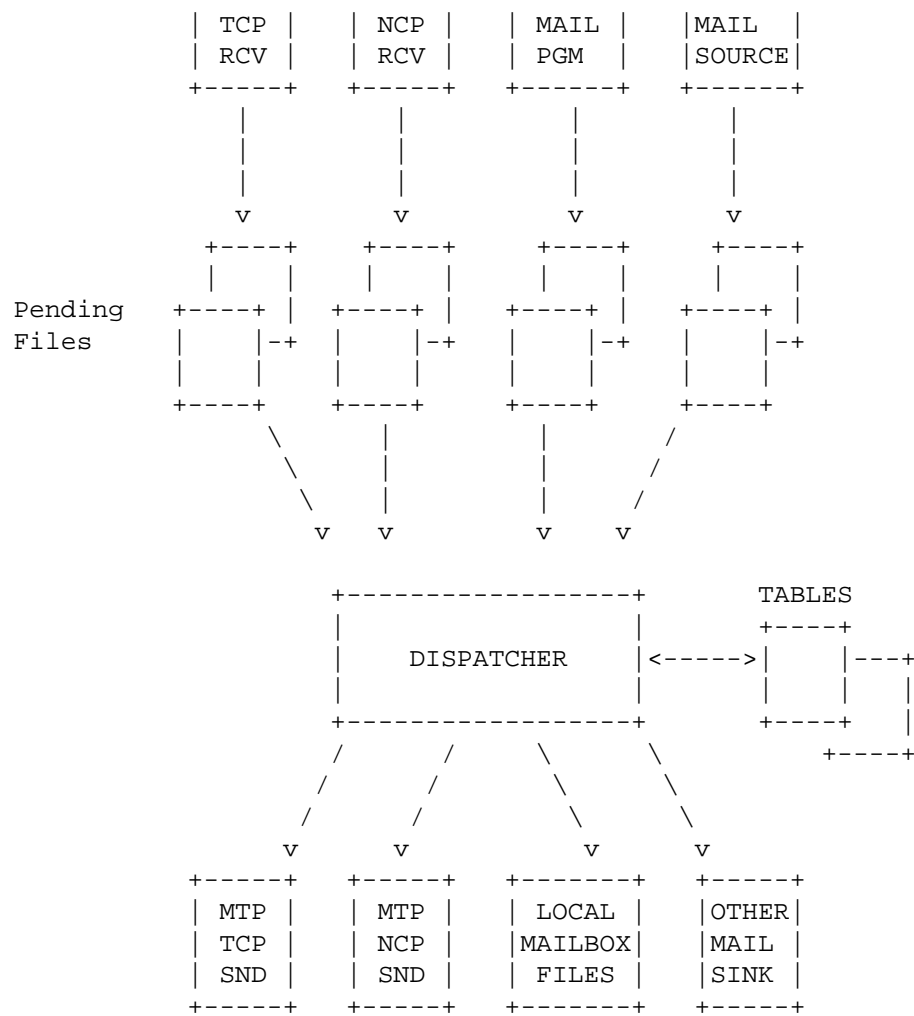 TCP NCP MAIL MAIL
RCV RCV PGM SOURCE
Pending
Files
TABLES
DISPATCHER
MTP MTP LOCAL OTHER
TCP NCP MAILBOX MAIL
SND SND FILES SINK